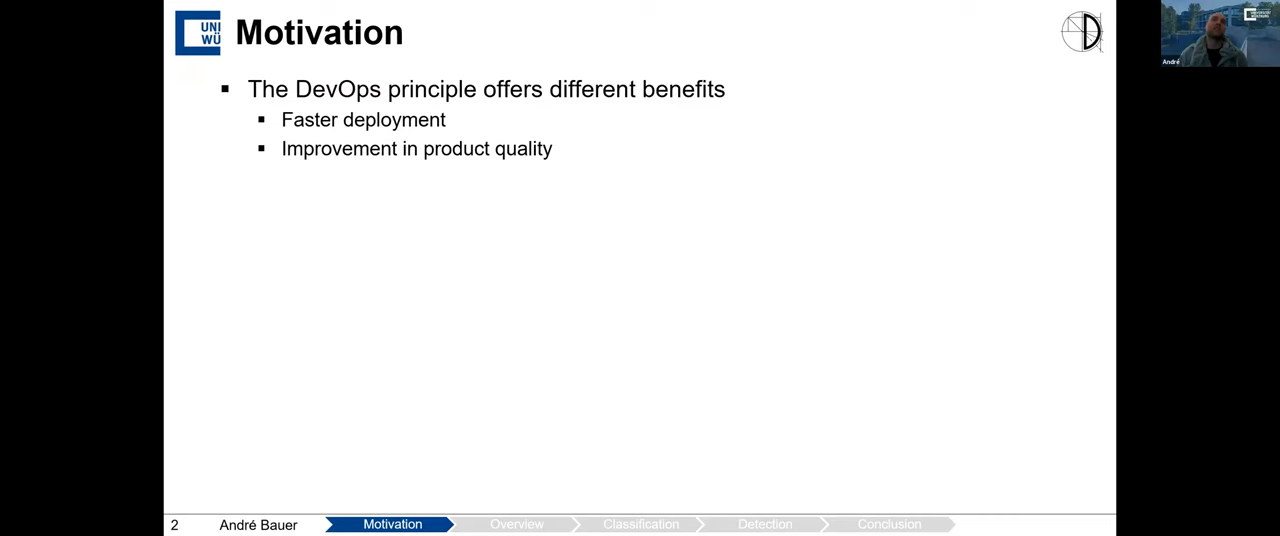 UNI
WÜ
Motivation
The DevOps principle offers different benefits
Faster deployment
Improvement in product quality
André
2
André Bauer
Motivation
Overview
Classification
Detection
Conclusion